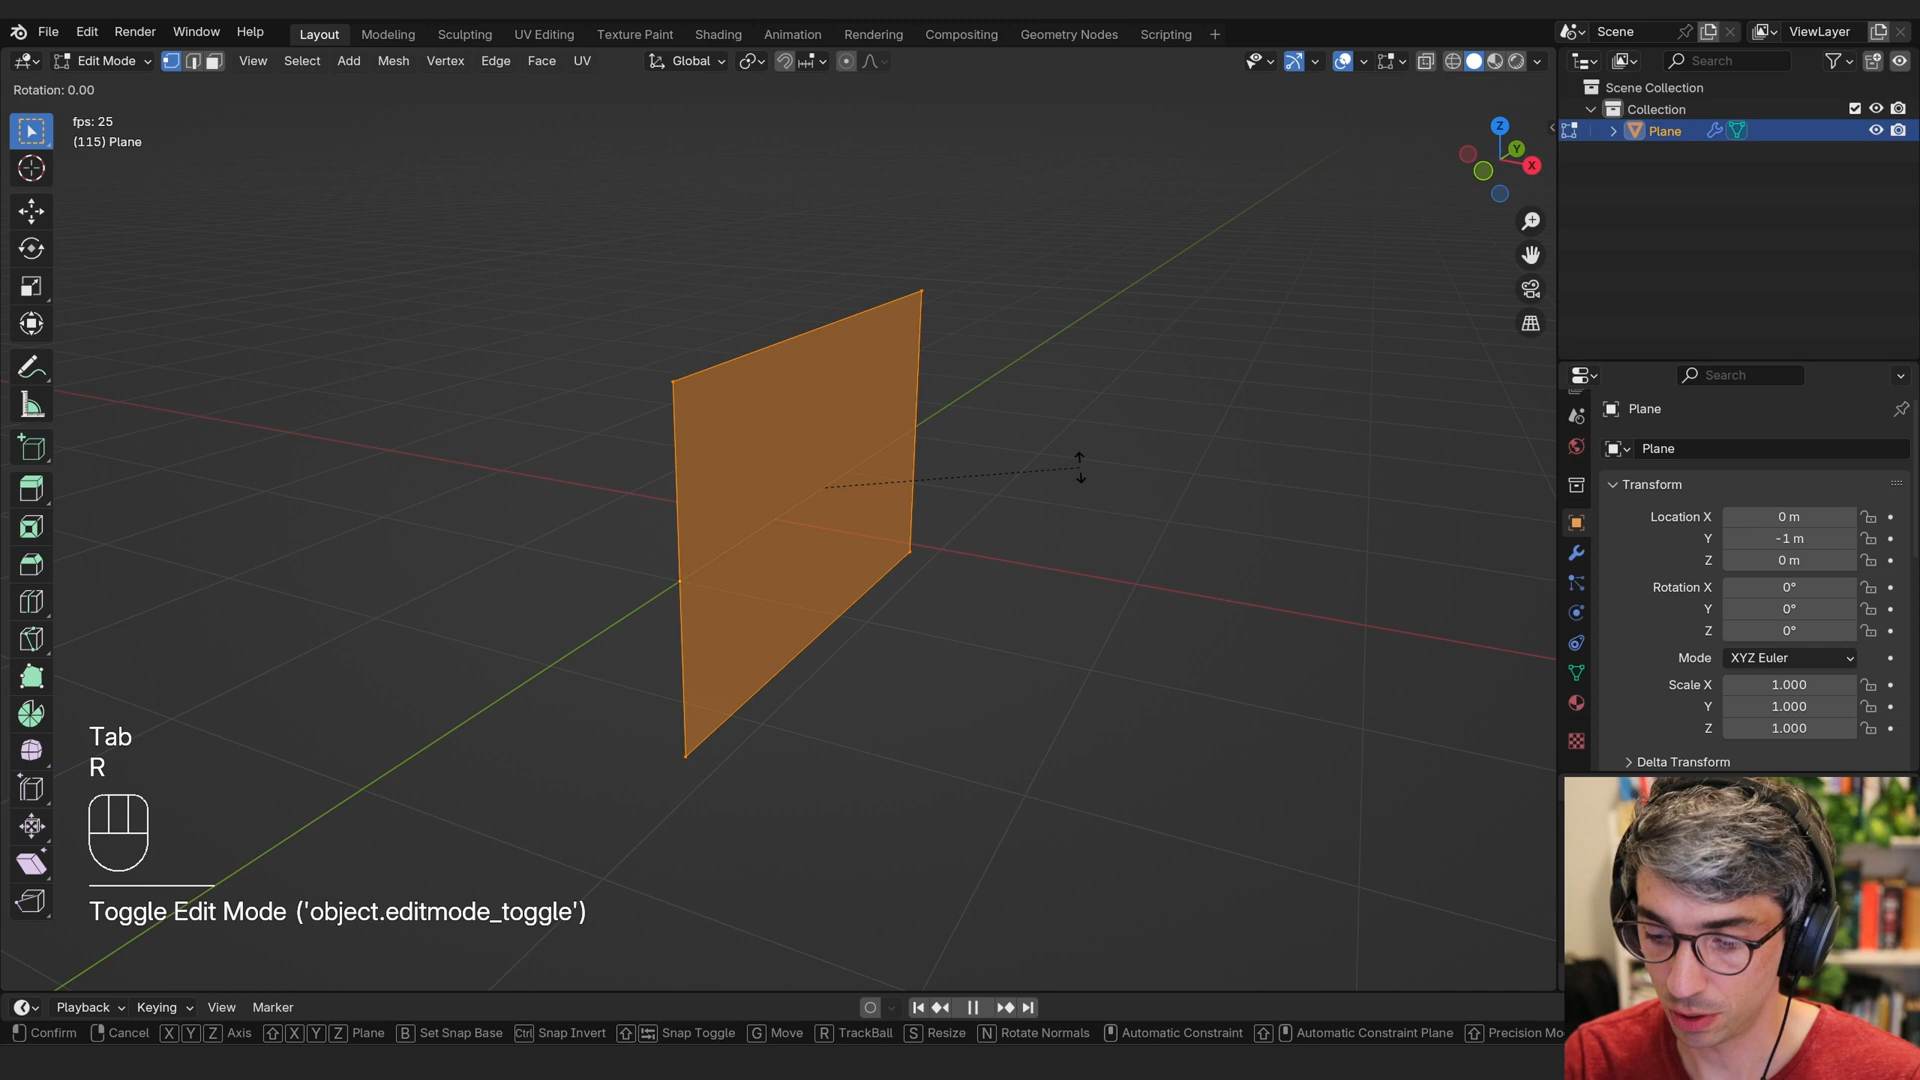 File Edit Render Window Help Layout Modeling Sculpting UV Editing Texture Paint Shading Animation Rendering Compositing Geometry Nodes Scripting + Scene ViewLayer
Edit Mode View Select Add Mesh Vertex Edge Face UV Global Search
Scene Collection
Rotation: 0.00
Collection
fps: 25
(115) Plane
Plane
Z
Y
X
Search
Plane
Plane
Transform
Location X 0 m
Y -1 m
Z 0 m
Rotation X 0°
Y 0°
Z 0°
Mode XYZ Euler
Scale X 1.000
Y 1.000
Z 1.000
Delta Transform
Tab
R
Toggle Edit Mode ('object.editmode_toggle')
Playback Keying View Marker
Confirm Cancel X Y Z Axis X Y Z Plane B Set Snap Base Ctrl Snap Invert Snap Toggle G Move R TrackBall S Resize N Rotate Normals Automatic Constraint Automatic Constraint Plane Precision Mo